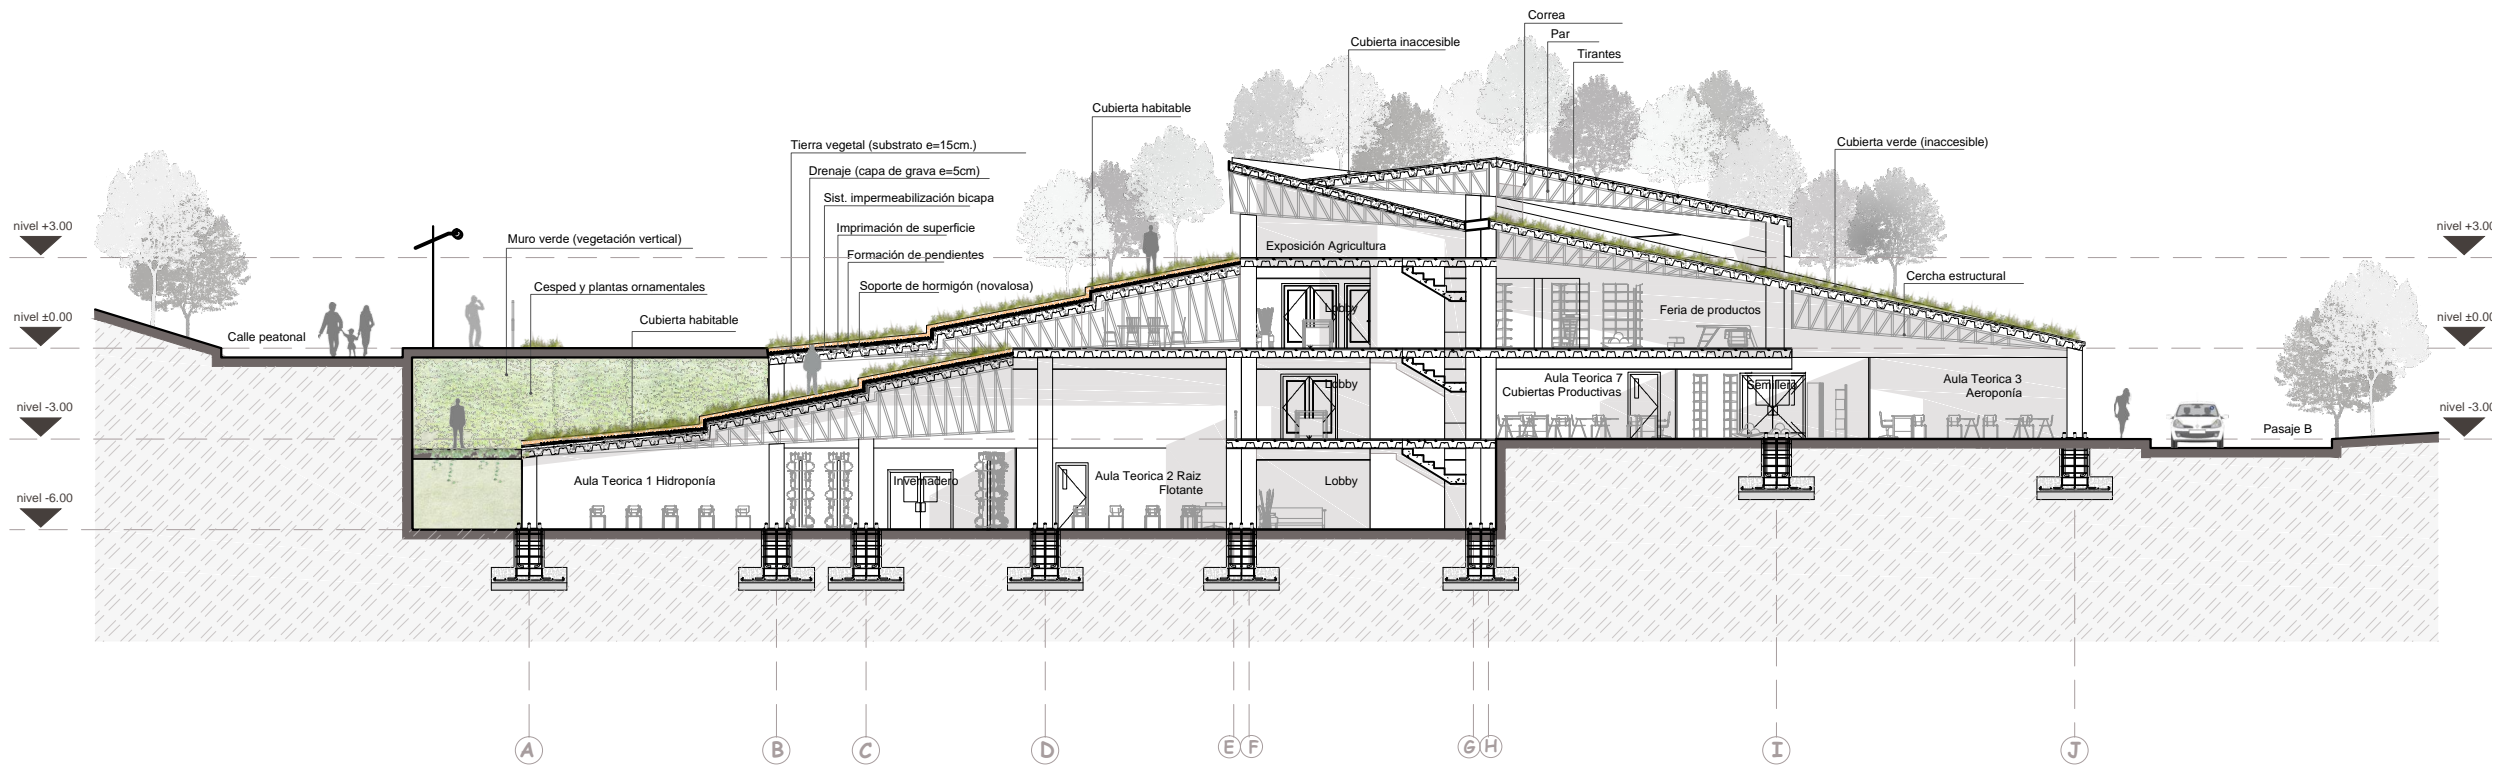 Correa
Par
Cubierta inaccesible
Tirantes
Cubierta habitable
Tierra vegetal (substrato e=15cm.)
Cubierta verde (inaccesible)
Drenaje (capa de grava e=5cm)
Sist. impermeabilización bicapa
nivel +3.00
Imprimación de superficie
nivel +3.00
Muro verde (vegetación vertical)
Exposición Agricultura
Formación de pendientes
Cercha estructural
Cesped y plantas ornamentales
Soporte de hormigón (novalosa)
Lobby
Feria de productos
nivel ±0.00
Cubierta habitable
nivel ±0.00
Calle peatonal
Lobby
Aula Teorica 7
Cubiertas Productivas
Semillero
Aula Teorica 3
Aeroponía
nivel -3.00
nivel -3.00
Pasaje B
Aula Teorica 1 Hidroponía
Invernadero
Aula Teorica 2 Raiz
Flotante
Lobby
nivel -6.00
A
B
C
D
E
F
G
H
I
J